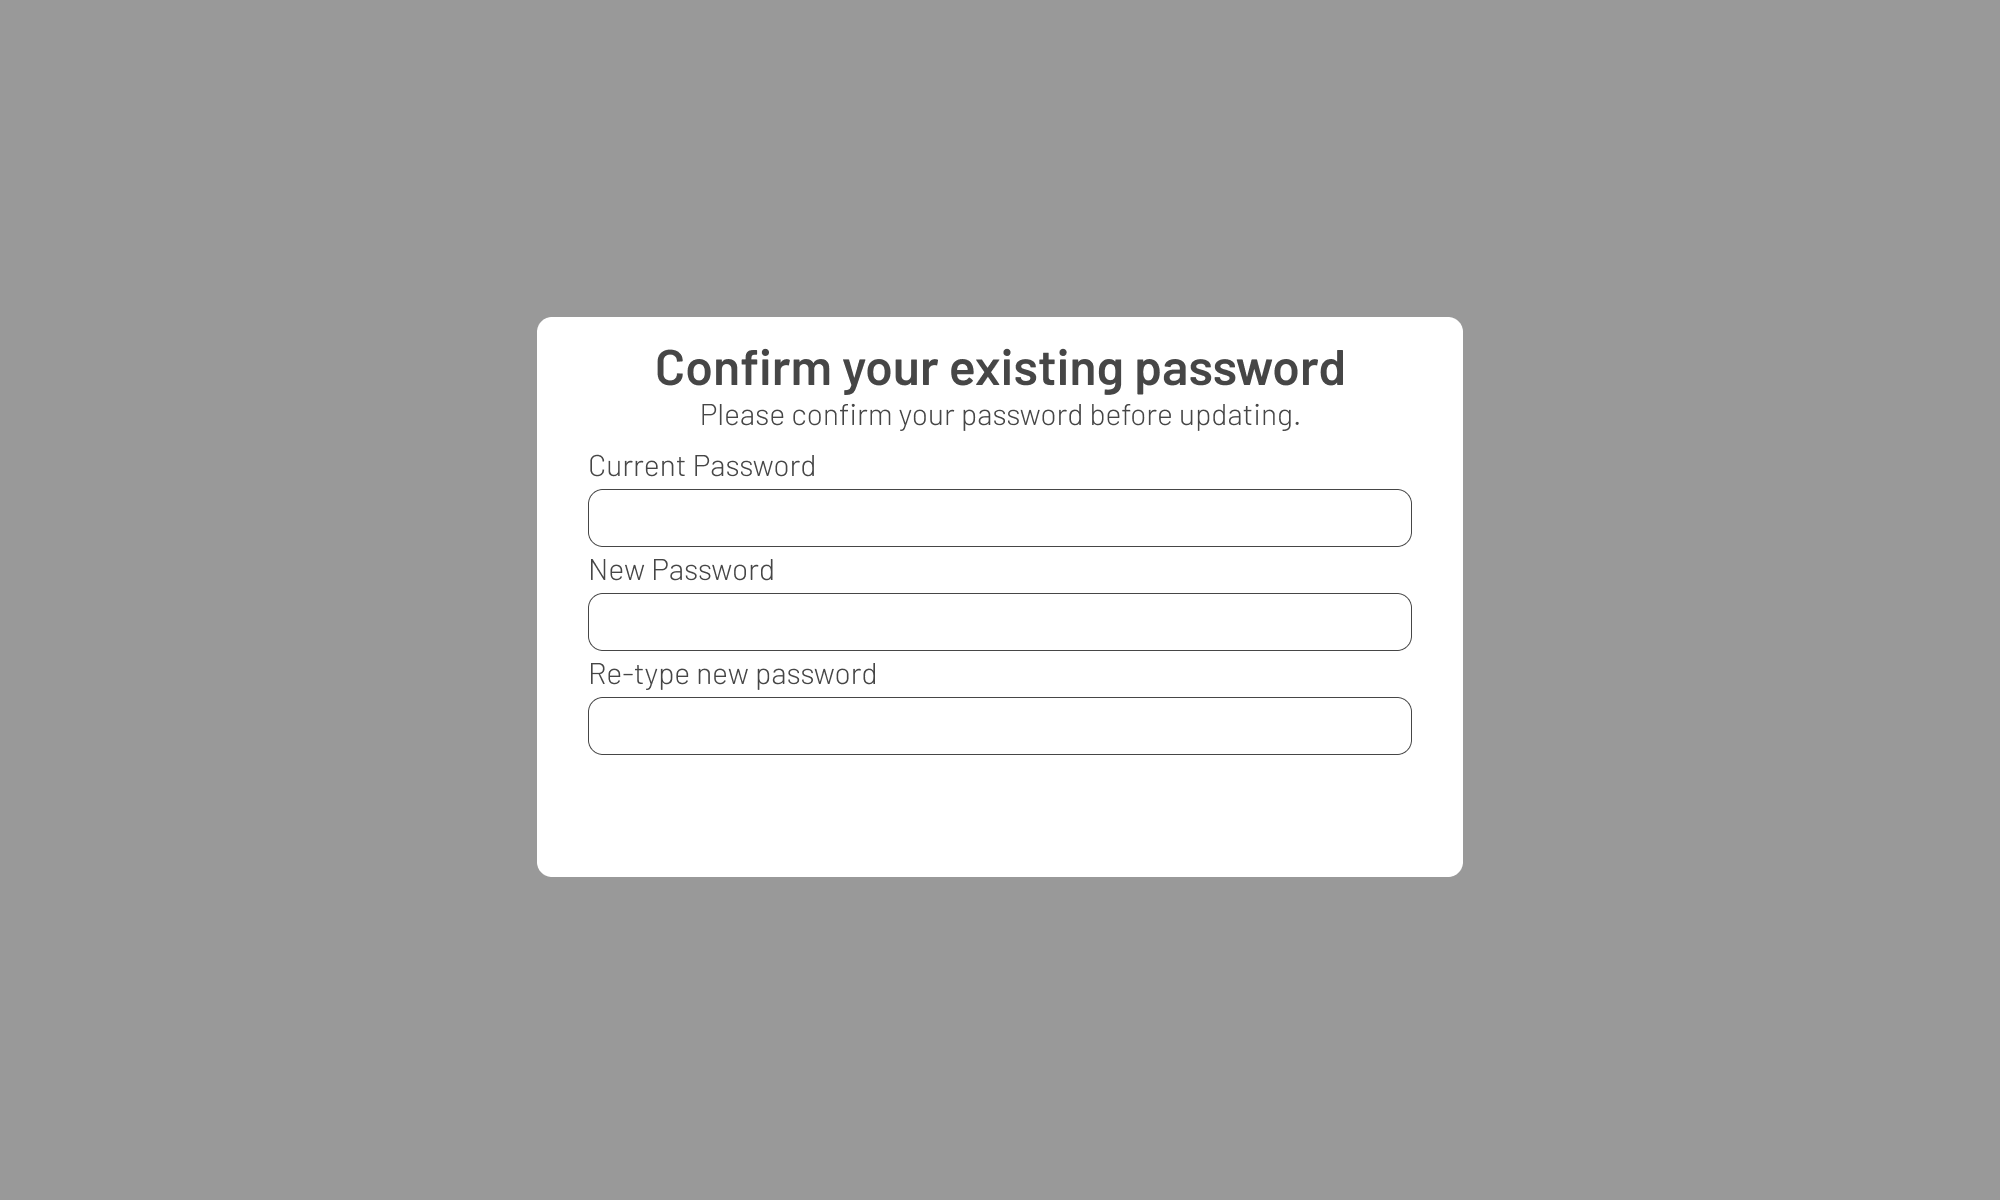 Confirm your existing password
Please confirm your password before updating.
Current Password
New Password
Re-type new password